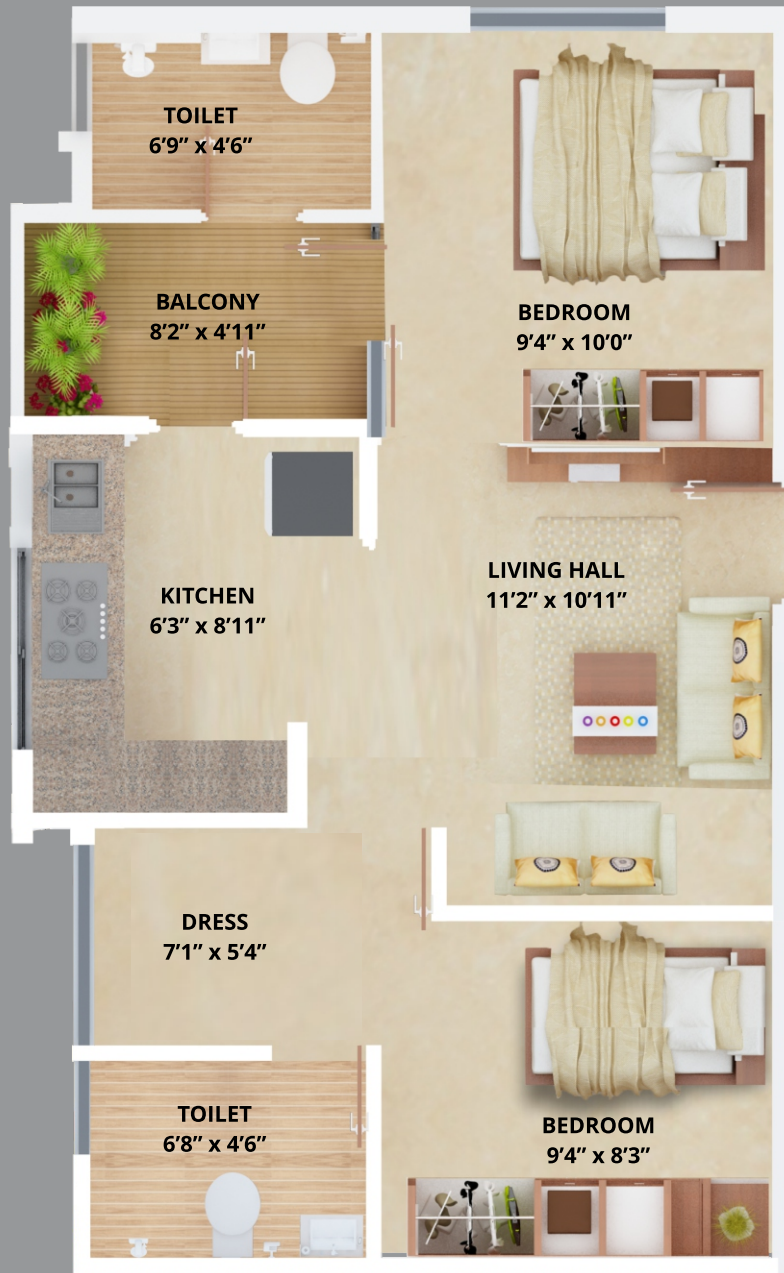 TOILET
6’9” x 4’6”
BALCONY
8’2” x 4’11”
BEDROOM
9’4” x 10’0”
KITCHEN
6’3” x 8’11”
LIVING HALL
11’2” x 10’11”
DRESS
7’1” x 5’4”
TOILET
6’8” x 4’6”
BEDROOM
9’4” x 8’3”